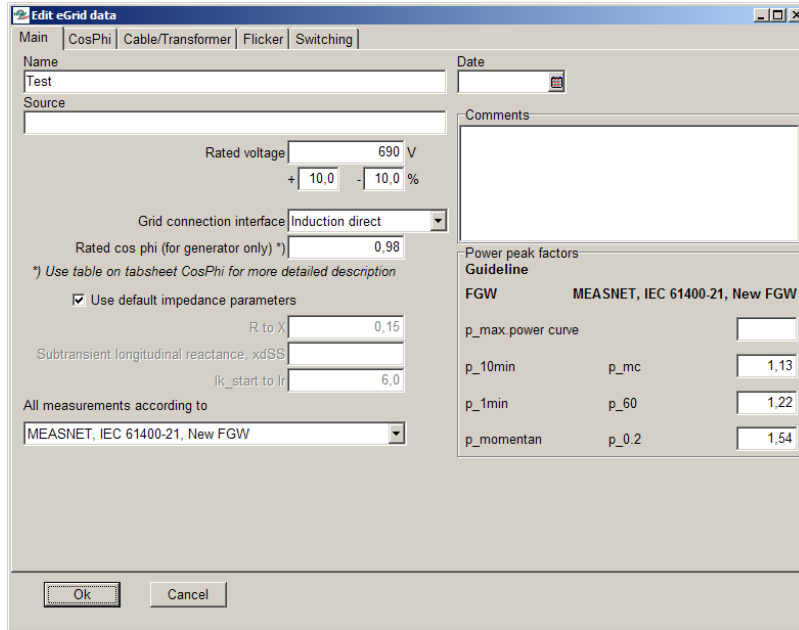 Edit eGrid data
Main CosPhi Cable/Transformer Flicker Switching
Name
Test
Source
Rated voltage 690 V
+ 10,0 - 10,0 %
Grid connection interface Induction direct
Rated cos phi (for generator only) *) 0,98
*) Use table on tabsheet CosPhi for more detailed description
Use default impedance parameters
R to X 0,15
Subtransient longitudinal reactance, xdSS
Ik_start to Ir 6,0
All measurements according to
MEASNET, IEC 61400-21, New FGW
Date
Comments
Power peak factors
Guideline
FGW MEASNET, IEC 61400-21, New FGW
p_max.power curve
p_10min p_mc 1,13
p_1min p_60 1,22
p_momentan p_0.2 1,54
Ok Cancel